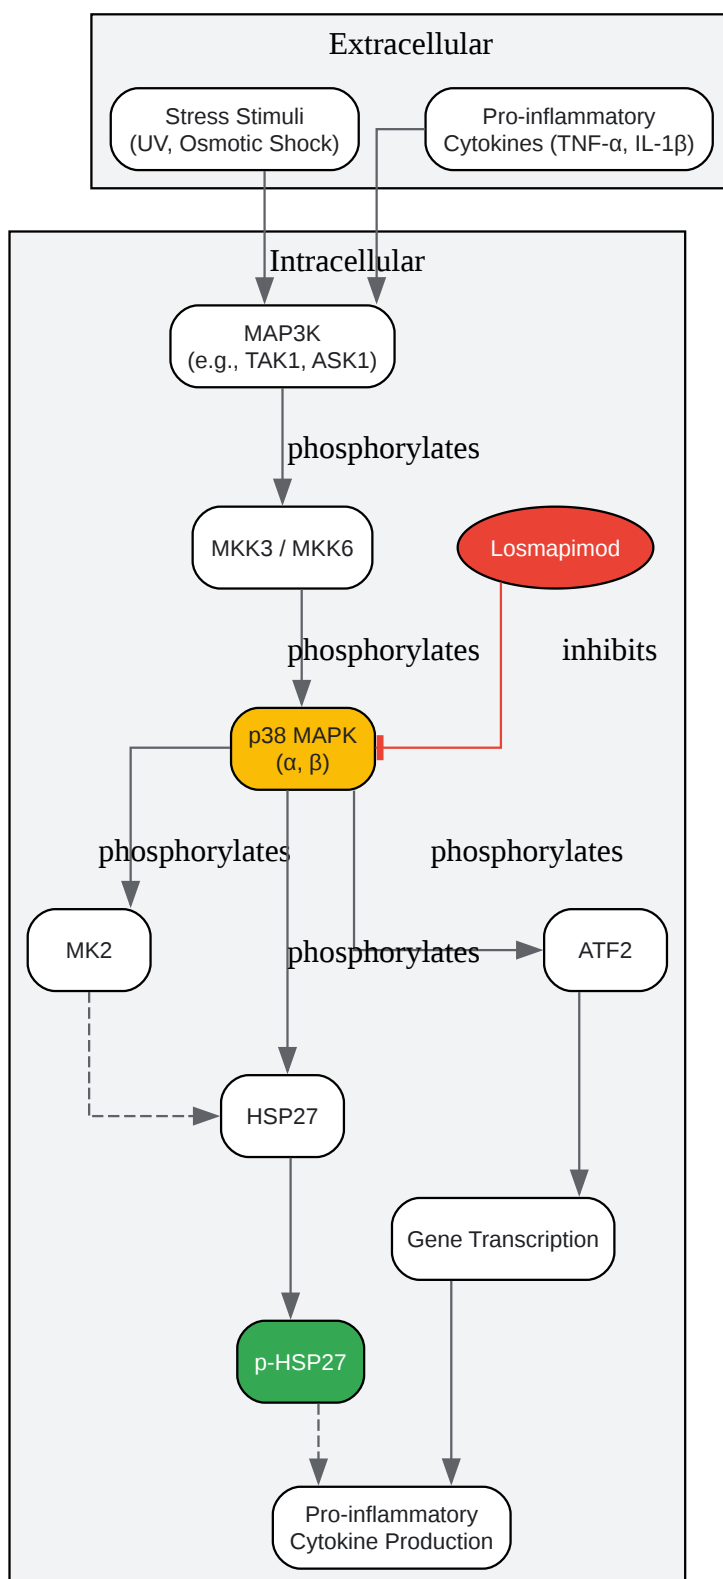 Extracellular
Stress Stimuli
(UV, Osmotic Shock)
Pro-inflammatory
Cytokines (TNF-α, IL-1β)
Intracellular
MAP3K
(e.g., TAK1, ASK1)
phosphorylates
MKK3 / MKK6
Losmapimod
phosphorylates
inhibits
p38 MAPK
(α, β)
phosphorylates
phosphorylates
MK2
phosphorylates
ATF2
HSP27
Gene Transcription
p-HSP27
Pro-inflammatory
Cytokine Production